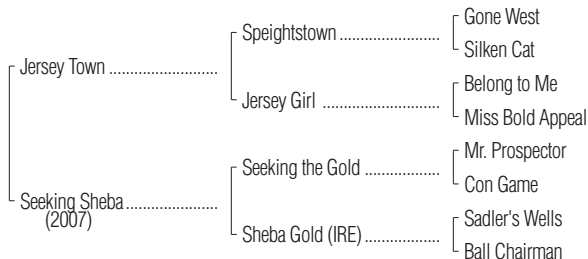 Gone West
Speightstown
Silken Cat
Jersey Town
Belong to Me
Jersey Girl
Miss Bold Appeal
Mr. Prospector
Seeking the Gold
Con Game
Seeking Sheba
(2007)
Sadler's Wells
Sheba Gold (IRE)
Ball Chairman